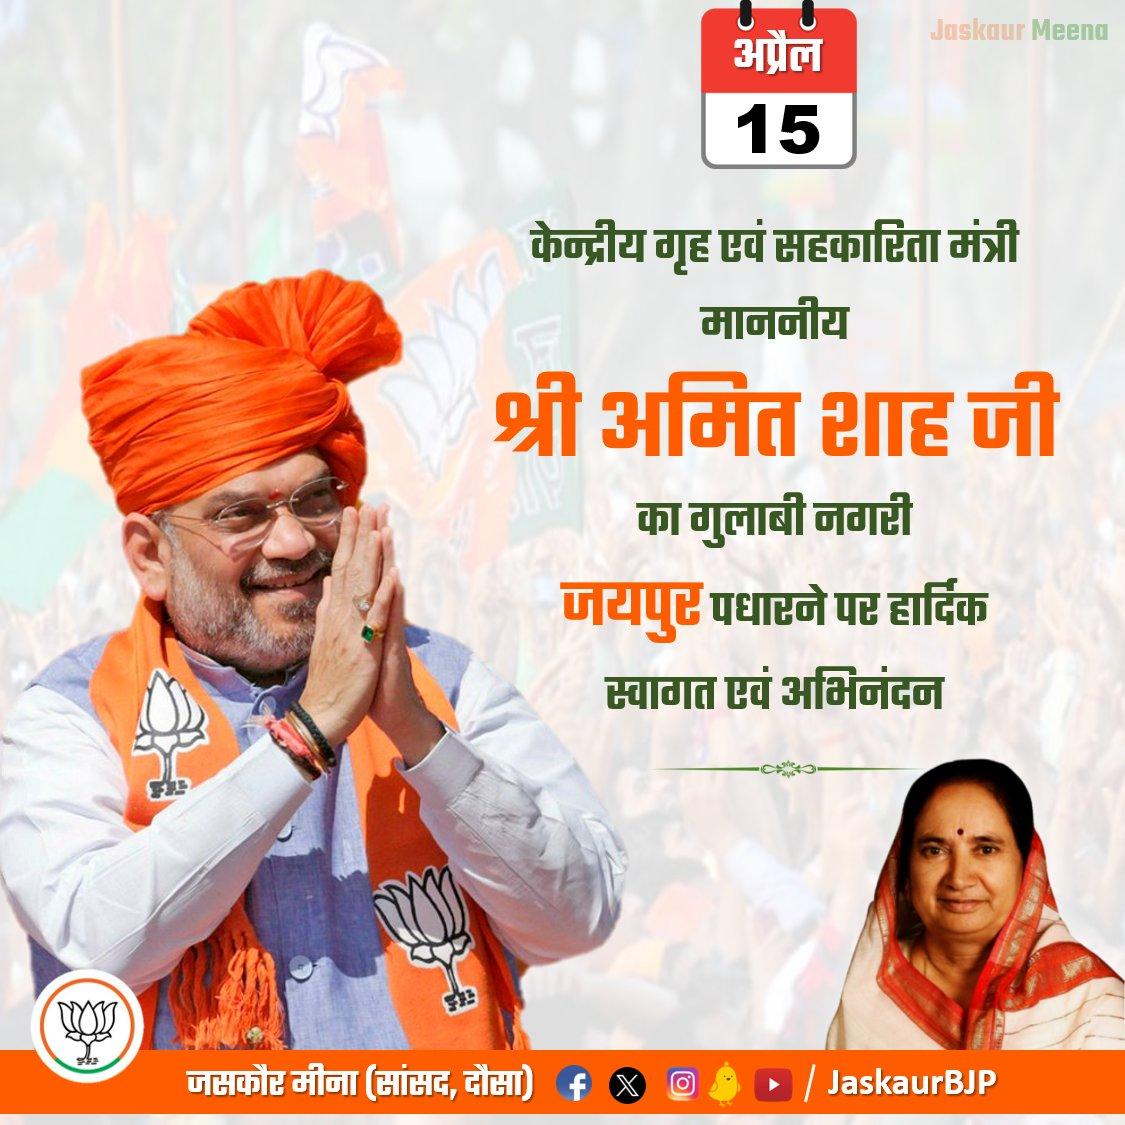 Jaskaur Meena
अप्रैल
15
केन्द्रीय गृह एवं सहकारिता मंत्री
माननीय
श्री अमित शाह जी
का गुलाबी नगरी
जयपुर पधारने पर हार्दिक
स्वागत एवं अभिनंदन
जसकौर मीना (सांसद, दौसा) / JaskaurBJP